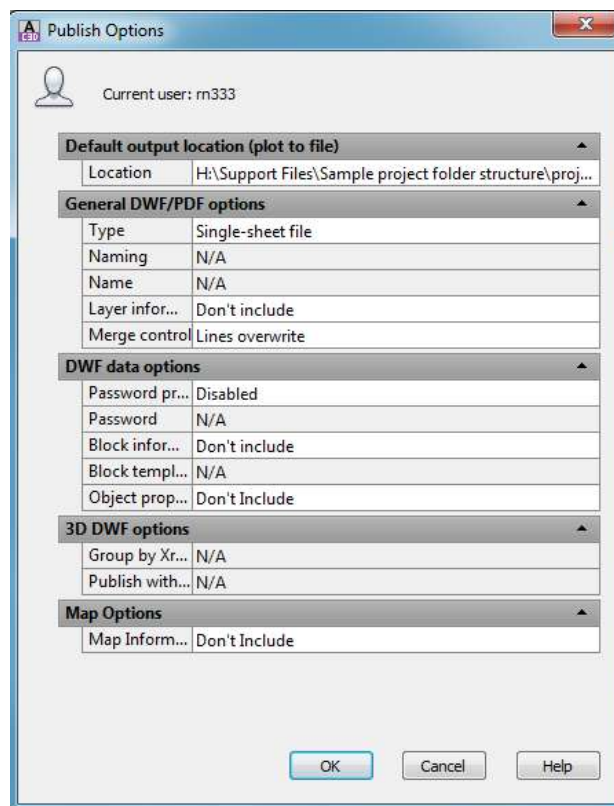 A
C3D
Publish Options
Current user: rn333
Default output location (plot to file)
Location H:\Support Files\Sample project folder structure\proj...
General DWF/PDF options
Type Single-sheet file
Naming N/A
Name N/A
Layer infor... Don't include
Merge control Lines overwrite
DWF data options
Password pr... Disabled
Password N/A
Block infor... Don't include
Block templ... N/A
Object prop... Don't Include
3D DWF options
Group by Xr... N/A
Publish with... N/A
Map Options
Map Inform... Don't Include
OK Cancel Help